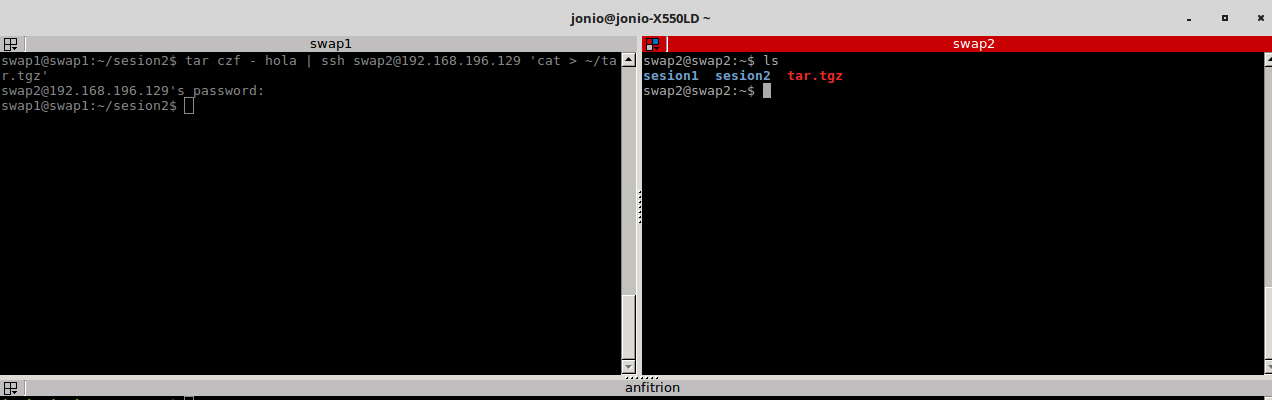 jonio@jonio-X550LD ~
swap1
swap1@swap1:~/sesion2$ tar czf - hola | ssh swap2@192.168.196.129 'cat > ~/ta
r.tgz'
swap2@192.168.196.129's password:
swap1@swap1:~/sesion2$
swap2
swap2@swap2:~$ ls
sesion1 sesion2 tar.tgz
swap2@swap2:~$
anfitrion